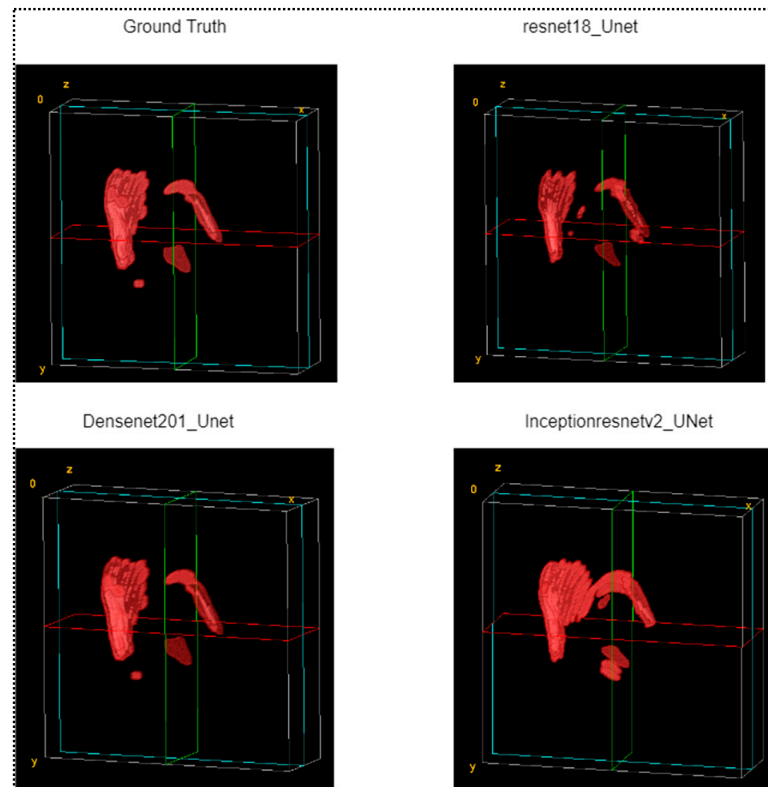 Ground Truth
resnet18_Unet
z
0
x
y
z
0
x
y
Densenet201_Unet
Inceptionresnetv2_UNet
z
0
x
y
z
0
x
y